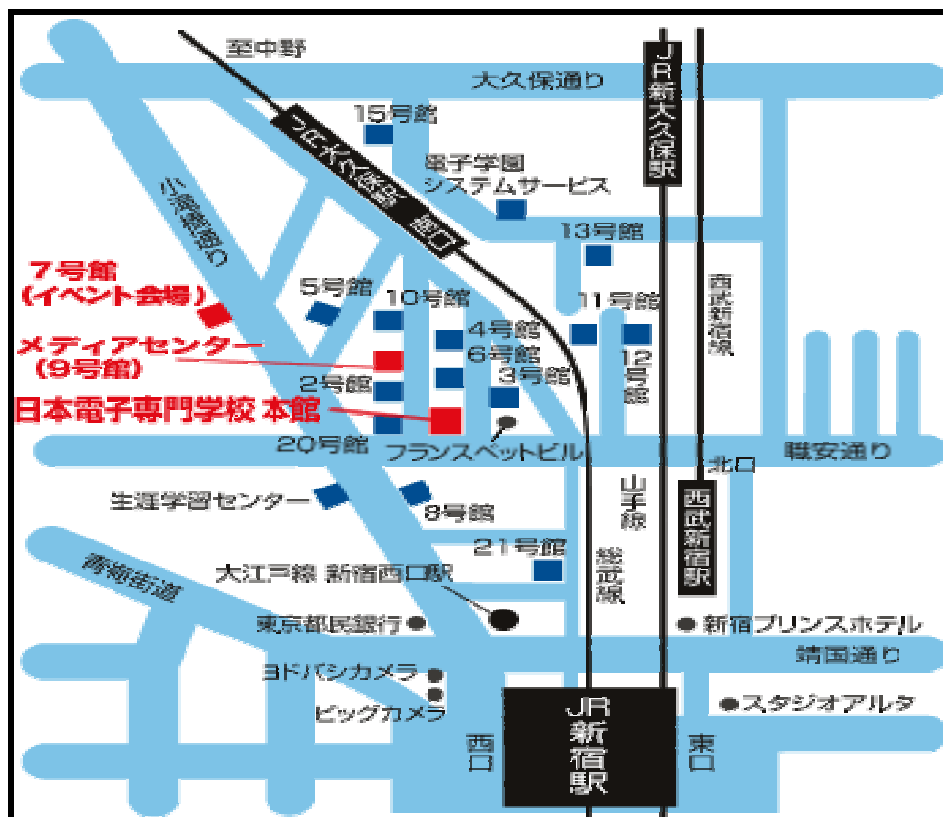 至中野
大久保通り
JR新大久保駅
15号館
JR大久保駅 南口
電子学園
システムサービス
小滝橋通り
13号館
7号館
(イベント会場)
5号館
10号館
11号館
西武新宿線
4号館
メディアセンター
(9号館)
6号館
12号館
2号館
3号館
日本電子専門学校 本館
20号館
フランスベットビル
職安通り
北口
生涯学習センター
8号館
山手線
西武新宿駅
21号館
総武線
青梅街道
大江戸線 新宿西口駅
東京都民銀行
新宿プリンスホテル
靖国通り
ヨドバシカメラ
ビッグカメラ
スタジオアルタ
JR新宿駅
西口
東口